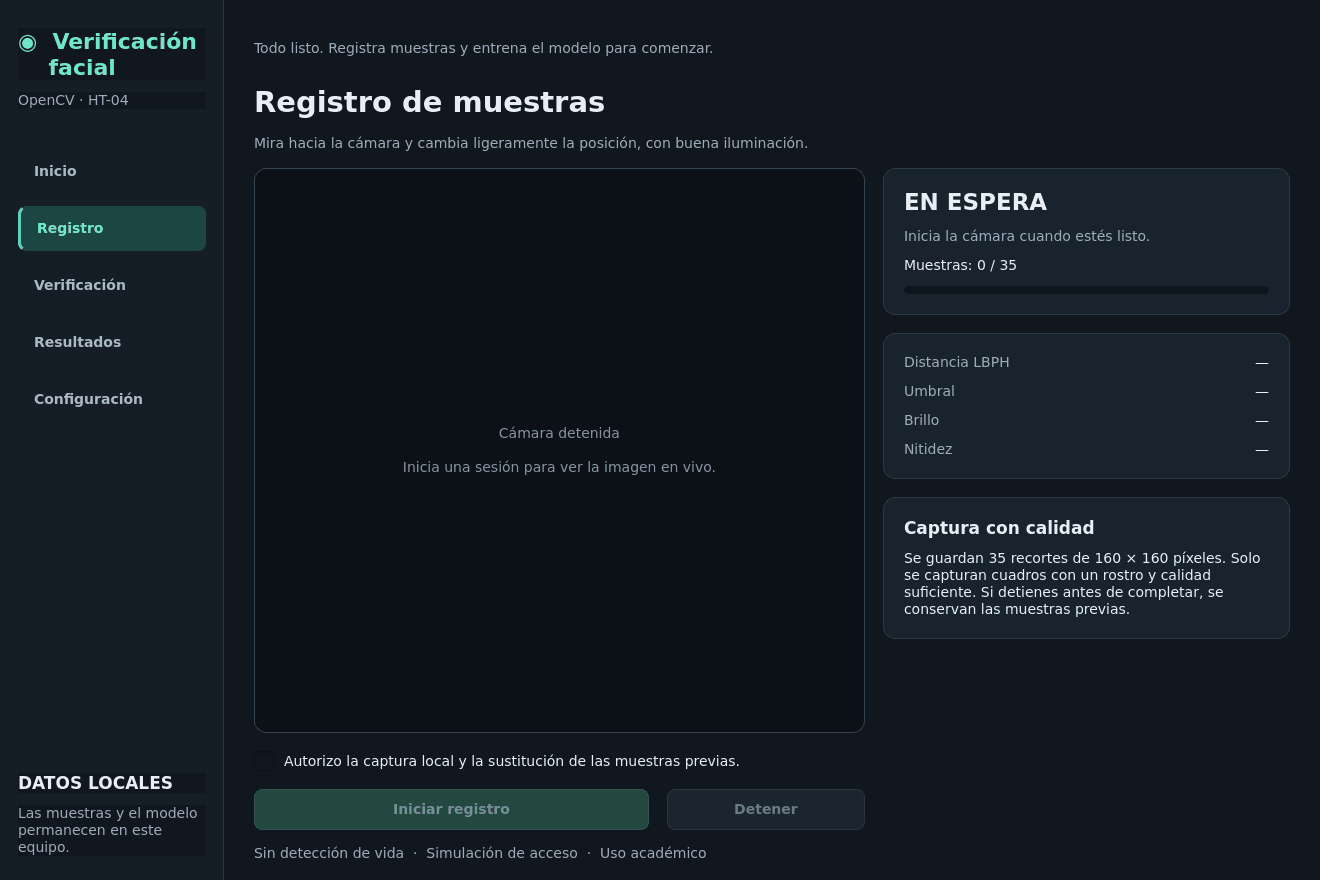 ◉ Verificación
facial
OpenCV · HT-04
Inicio
Registro
Verificación
Resultados
Configuración
DATOS LOCALES
Las muestras y el modelo
permanecen en este
equipo.
Todo listo. Registra muestras y entrena el modelo para comenzar.
Registro de muestras
Mira hacia la cámara y cambia ligeramente la posición, con buena iluminación.
Cámara detenida
Inicia una sesión para ver la imagen en vivo.
Autorizo la captura local y la sustitución de las muestras previas.
Iniciar registro
Detener
Sin detección de vida · Simulación de acceso · Uso académico
EN ESPERA
Inicia la cámara cuando estés listo.
Muestras: 0 / 35
Distancia LBPH —
Umbral —
Brillo —
Nitidez —
Captura con calidad
Se guardan 35 recortes de 160 × 160 píxeles. Solo
se capturan cuadros con un rostro y calidad
suficiente. Si detienes antes de completar, se
conservan las muestras previas.